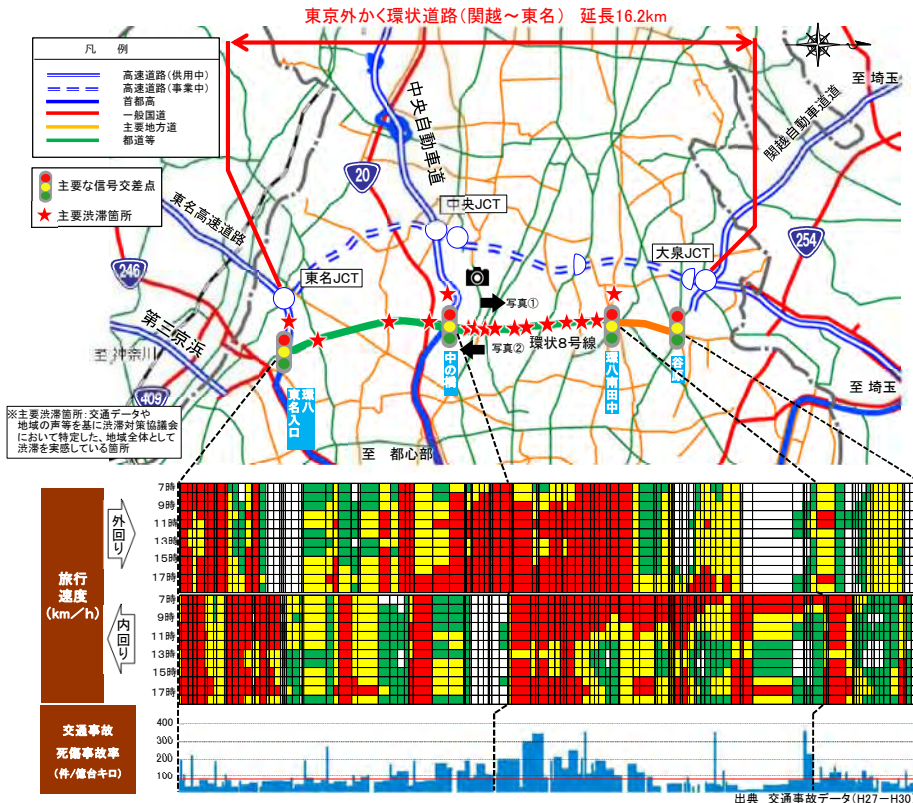 東京外かく環状道路(関越～東名) 延長16.2km
凡 例
高速道路(供用中)
高速道路(事業中)
首都高
一般国道
主要地方道
都道等
主要な信号交差点
主要渋滞箇所
至 埼玉
関越自動車道道
中央自動車道
20
中央JCT
東名高速道路
254
大泉JCT
246
東名JCT
写真①
第三京浜
環状8号線
写真②
至 神奈川
中の橋
環八南田中
至 埼玉
409
環八
東名入口
※主要渋滞箇所:交通データや
地域の声等を基に渋滞対策協議会
において特定した、地域全体として
渋滞を実感している箇所
至 都心部
旅行
速度
(km/h)
外回り
7時
9時
11時
13時
15時
17時
内回り
7時
9時
11時
13時
15時
17時
交通事故
死傷事故率
(件/億台キロ)
400
300
200
100
出典 交通事故データ(H27-H30)